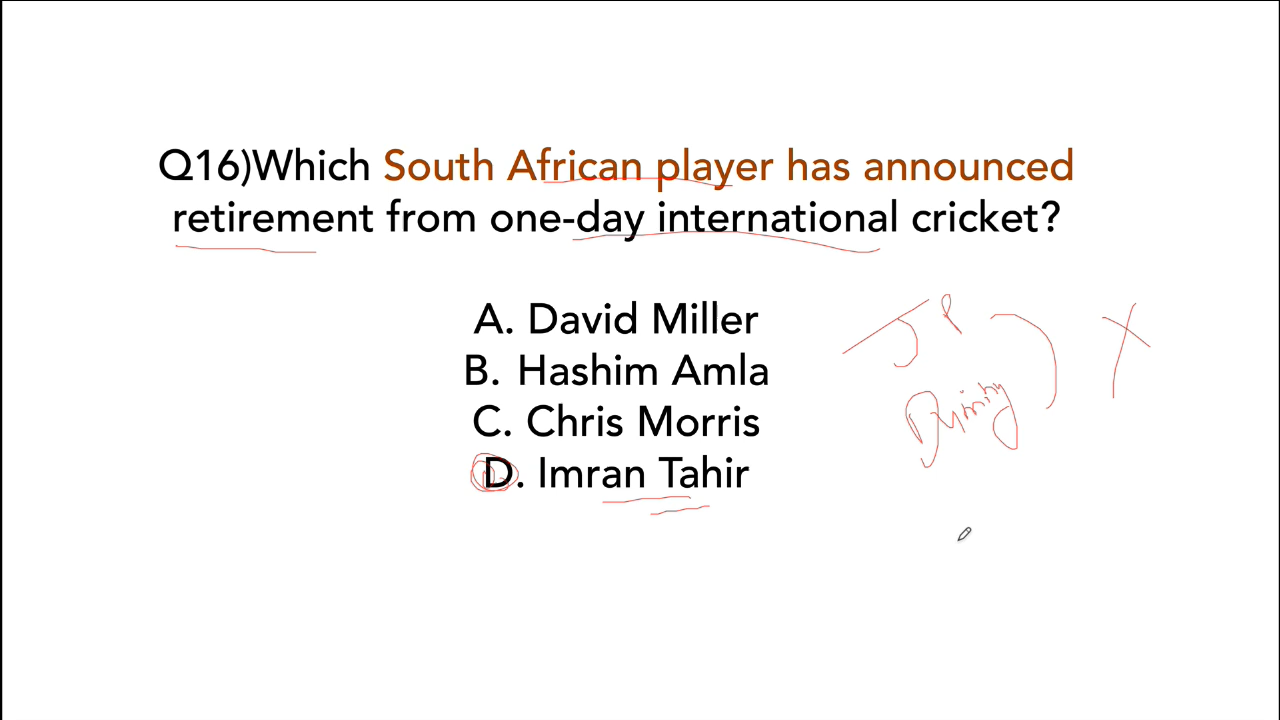 Q16)Which South African player has announced
retirement from one-day international cricket?
A. David Miller
B. Hashim Amla
C. Chris Morris
D. Imran Tahir
JP